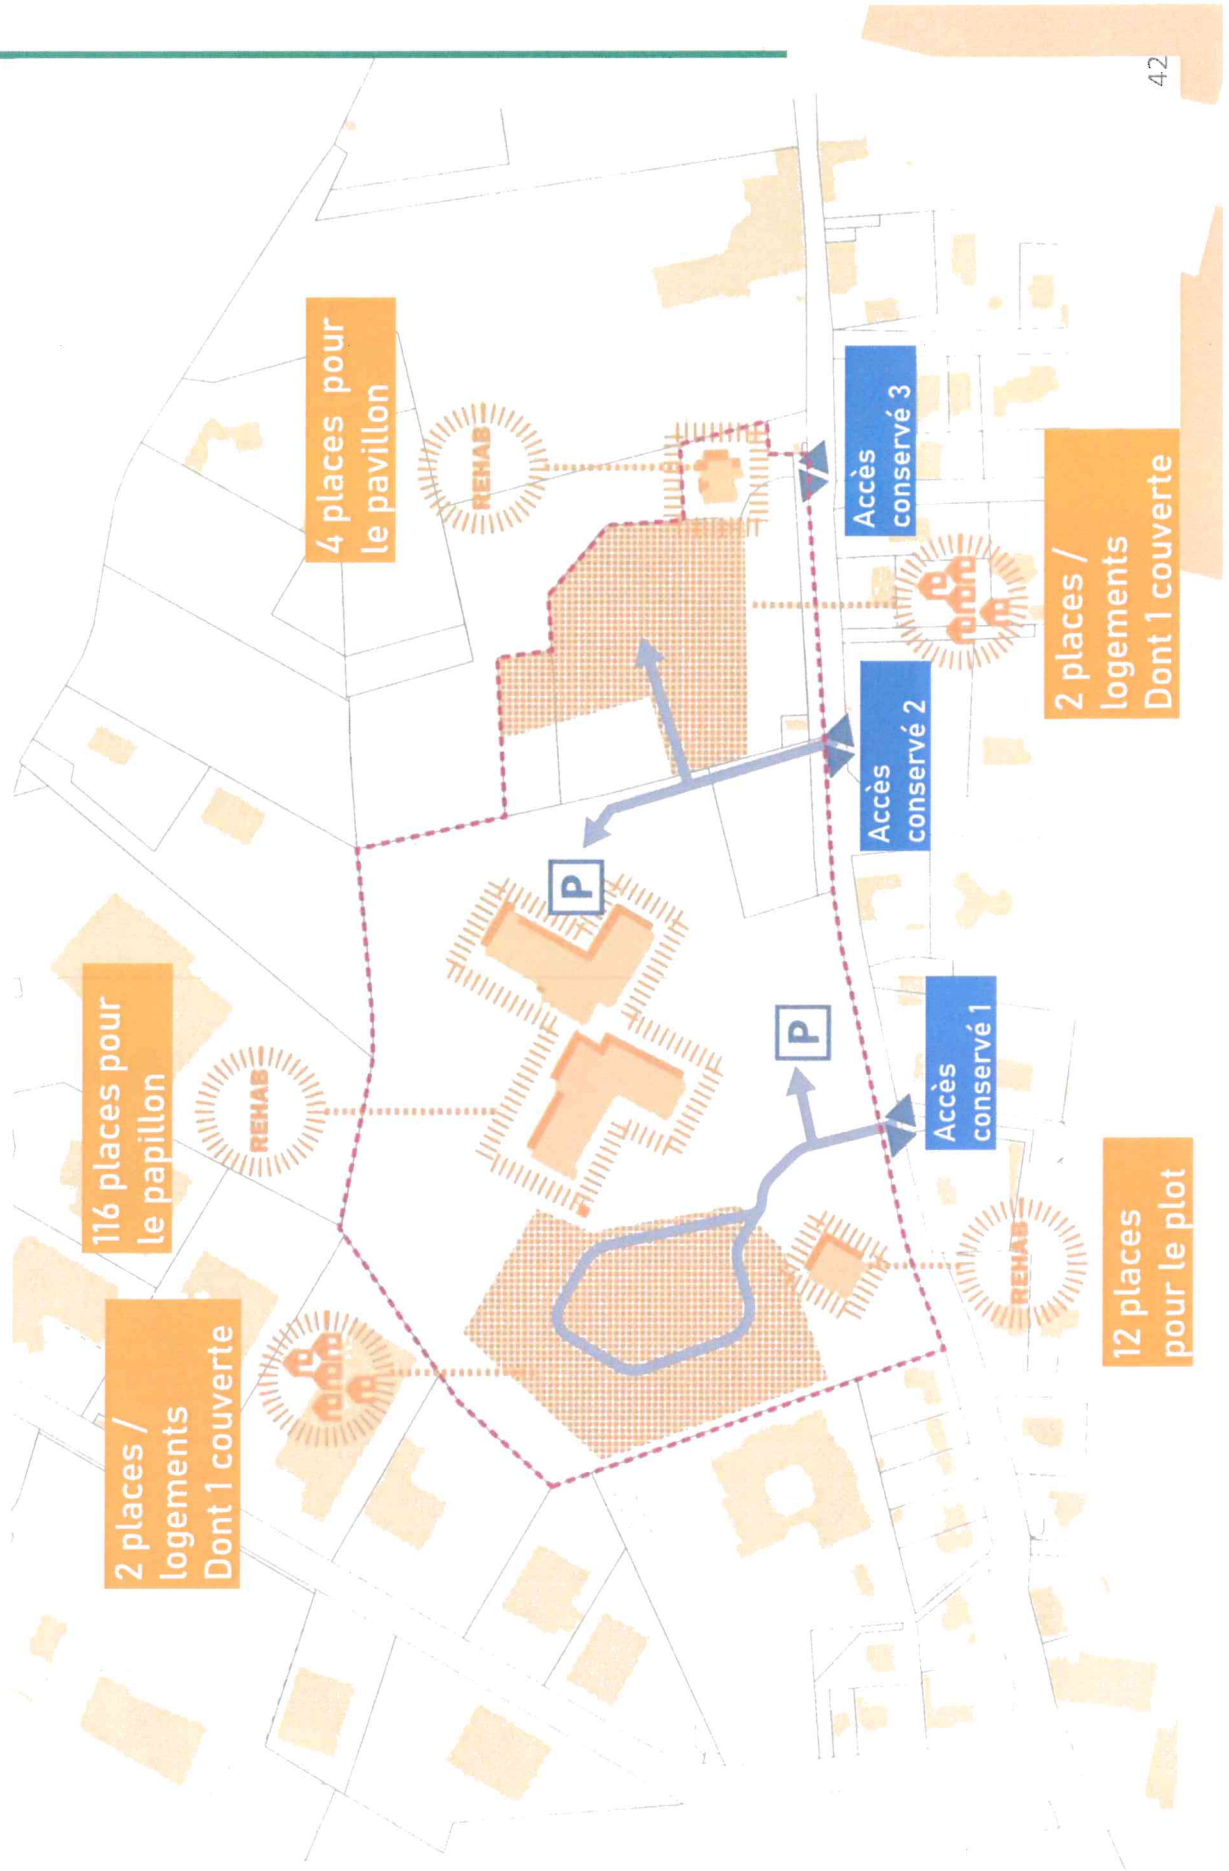 2 places /
logements
Dont 1 couverte
116 places pour
le papillon
4 places pour
le pavillon
REHAB
REHAB
P
P
REHAB
12 places
pour le plot
Accès
conservé 1
Accès
conservé 2
Accès
conservé 3
2 places /
logements
Dont 1 couverte
42